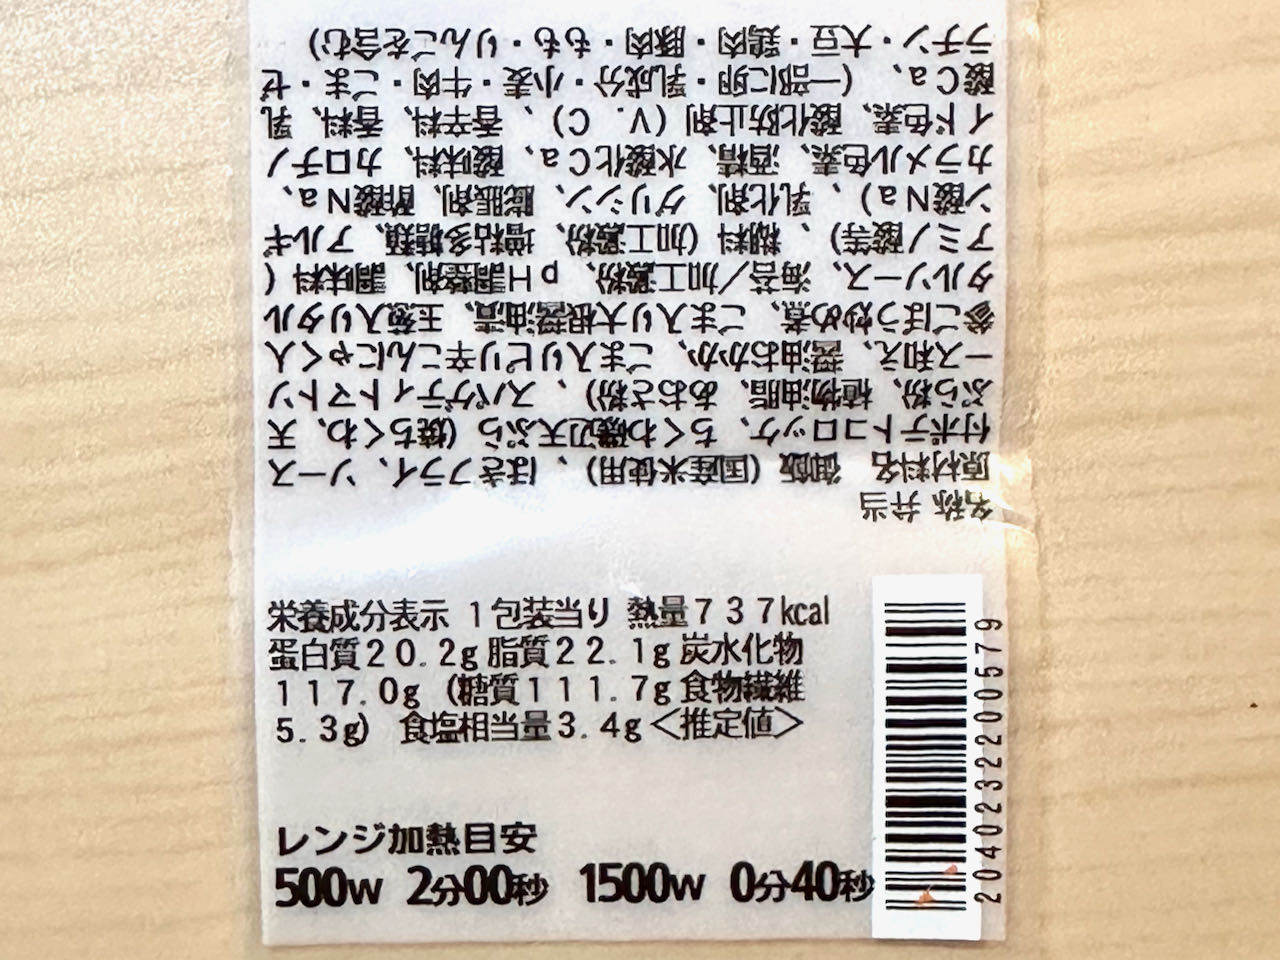 名称 弁当
原材料名 御飯（国産米使用）、ほきフライ、ソース
付ポテトコロッケ、ちくわ磯辺天ぷら（焼ちくわ、天
ぷら粉、植物油脂、あおさ粉）、スパゲティトマトソ
ース和え、醤油おかか、ごま入りピリ辛こんにゃく人
参ごぼう炒め煮、ごま入り大根醤油漬、玉葱入りタル
タルソース、海苔／加工澱粉、ｐＨ調整剤、調味料（
アミノ酸等）、糊料（加工澱粉、増粘多糖類、アルギ
ン酸Ｎａ）、乳化剤、グリシン、膨脹剤、酢酸Ｎａ、
カラメル色素、酒精、水酸化Ｃａ、酸味料、カロチノ
イド色素、酸化防止剤（Ｖ．Ｃ）、香辛料、香料、乳
酸Ｃａ、（一部に卵・乳成分・小麦・牛肉・ごま・ゼ
ラチン・大豆・鶏肉・豚肉・もも・りんごを含む）
栄養成分表示 １包装当り 熱量７３７kcal
蛋白質２０．２g 脂質２２．１g 炭水化物
１１７．０g（糖質１１１．７g 食物繊維
５．３g） 食塩相当量３．４g＜推定値＞
レンジ加熱目安
500W 2分00秒 1500W 0分40秒
2040232200579